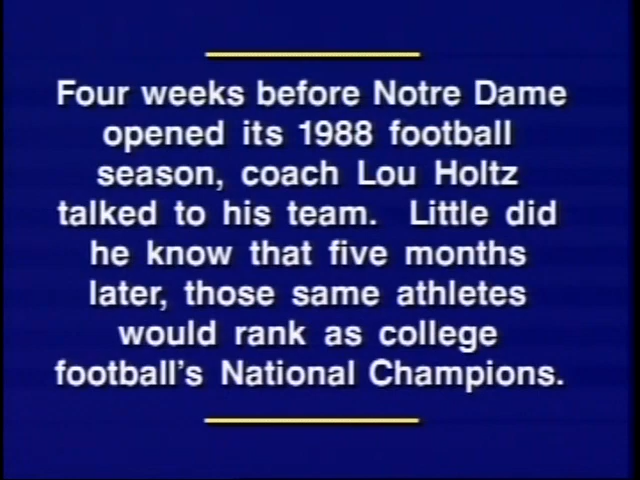 Four weeks before Notre Dame
opened its 1988 football
season, coach Lou Holtz
talked to his team. Little did
he know that five months
later, those same athletes
would rank as college
football's National Champions.